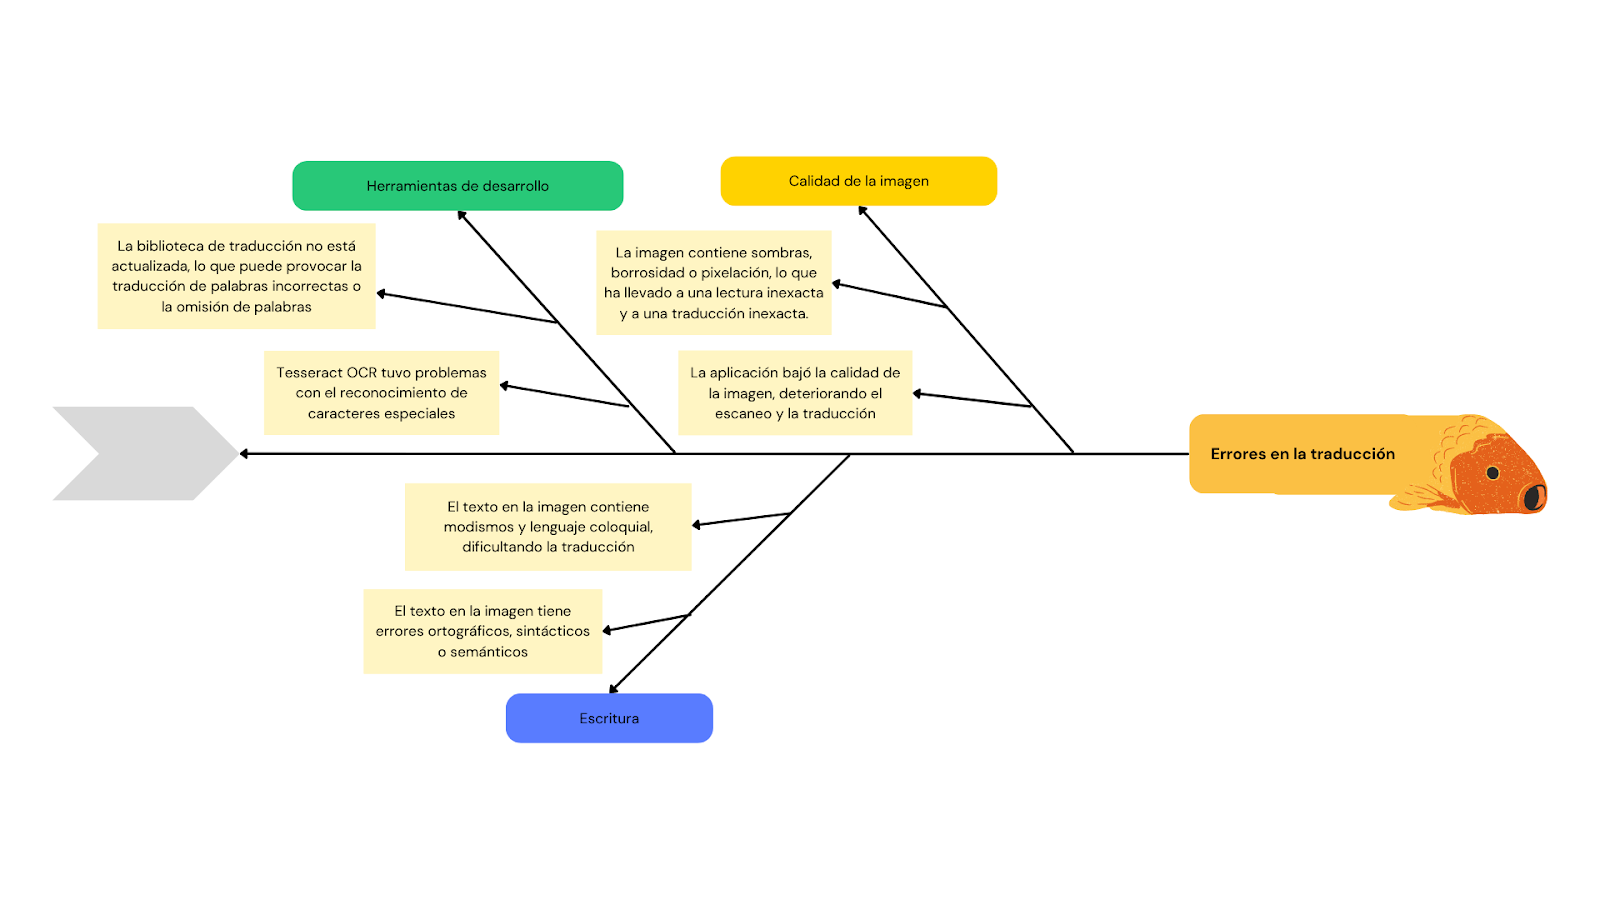 Herramientas de desarrollo
Calidad de la imagen
La biblioteca de traducción no está
actualizada, lo que puede provocar la
traducción de palabras incorrectas o
la omisión de palabras
La imagen contiene sombras,
borrosidad o pixelación, lo que
ha llevado a una lectura inexacta
y a una traducción inexacta.
Tesseract OCR tuvo problemas
con el reconocimiento de
caracteres especiales
La aplicación bajó la calidad de
la imagen, deteriorando el
escaneo y la traducción
Errores en la traducción
El texto en la imagen contiene
modismos y lenguaje coloquial,
dificultando la traducción
El texto en la imagen tiene
errores ortográficos, sintácticos
o semánticos
Escritura